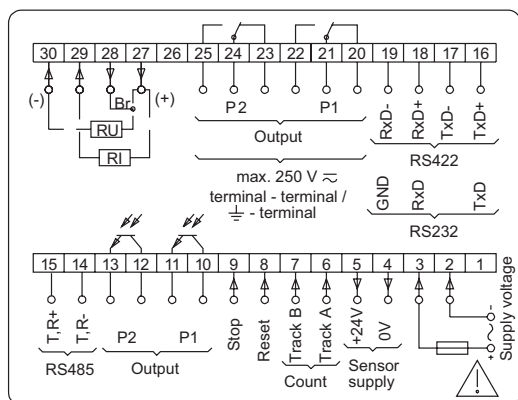 30 29 28 27 26 25 24 23 22 21 20 19 18 17 16
(-) Br (+)
RU
RI
P2 P1
Output
RxD- RxD+ TxD- TxD+
RS422
max. 250 V ⎓
terminal - terminal /
⏚ - terminal
GND RxD TxD
RS232
15 14 13 12 11 10 9 8 7 6 5 4 3 2 1
T,R+ T,R-
RS485
P2 P1
Output
Stop
Reset
Track B Track A
Count
+24V 0V
Sensor
supply
- +
Supply voltage